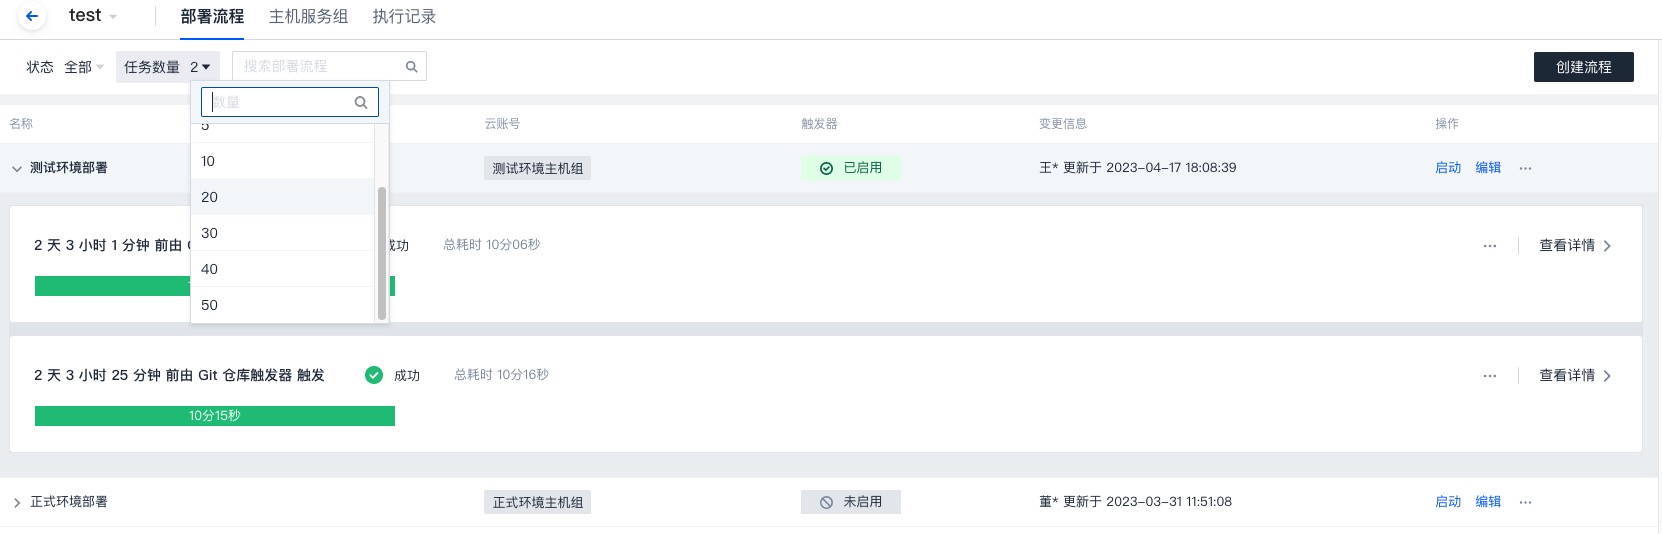 test 部署流程 主机服务组 执行记录
状态 全部 任务数量 2 搜索部署流程 创建流程
数量
名称 云账号 触发器 变更信息 操作
5
10
20
30
40
50
测试环境部署 测试环境主机组 已启用 王* 更新于 2023-04-17 18:08:39 启动 编辑 ...
2 天 3 小时 1 分钟 前由 成功 总耗时 10分06秒 ... 查看详情
2 天 3 小时 25 分钟 前由 Git 仓库触发器 触发 成功 总耗时 10分16秒 ... 查看详情
10分15秒
正式环境部署 正式环境主机组 未启用 董* 更新于 2023-03-31 11:51:08 启动 编辑 ...